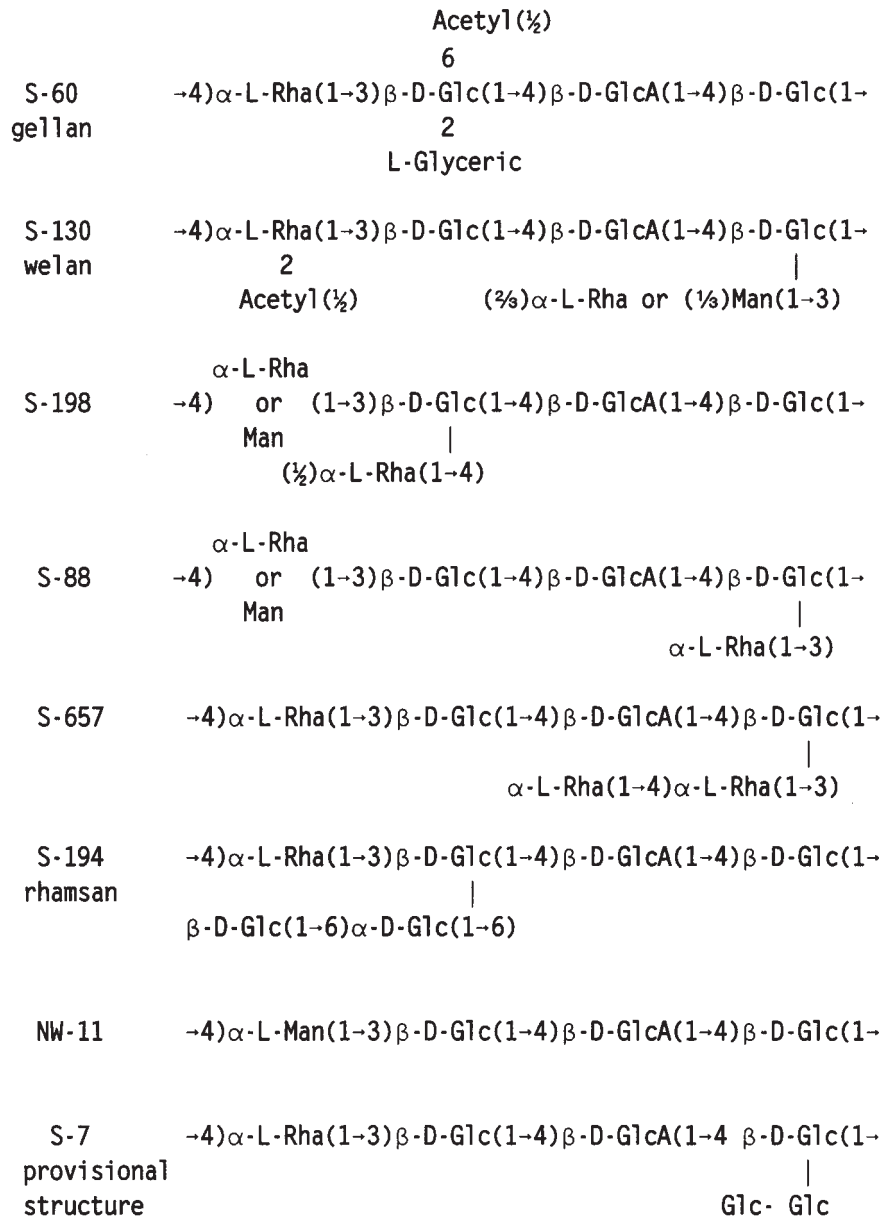 Acetyl(½)
6
S-60 →4)α-L-Rha(1→3)β-D-Glc(1→4)β-D-GlcA(1→4)β-D-Glc(1→
gellan 2
L-Glyceric
S-130 →4)α-L-Rha(1→3)β-D-Glc(1→4)β-D-GlcA(1→4)β-D-Glc(1→
welan 2 |
Acetyl(½) (⅔)α-L-Rha or (⅓)Man(1→3)
α-L-Rha
S-198 →4) or (1→3)β-D-Glc(1→4)β-D-GlcA(1→4)β-D-Glc(1→
Man |
(½)α-L-Rha(1→4)
α-L-Rha
S-88 →4) or (1→3)β-D-Glc(1→4)β-D-GlcA(1→4)β-D-Glc(1→
Man |
α-L-Rha(1→3)
S-657 →4)α-L-Rha(1→3)β-D-Glc(1→4)β-D-GlcA(1→4)β-D-Glc(1→
|
α-L-Rha(1→4)α-L-Rha(1→3)
S-194 →4)α-L-Rha(1→3)β-D-Glc(1→4)β-D-GlcA(1→4)β-D-Glc(1→
rhamsan |
β-D-Glc(1→6)α-D-Glc(1→6)
NW-11 →4)α-L-Man(1→3)β-D-Glc(1→4)β-D-GlcA(1→4)β-D-Glc(1→
S-7 →4)α-L-Rha(1→3)β-D-Glc(1→4)β-D-GlcA(1→4 β-D-Glc(1→
provisional |
structure Glc- Glc